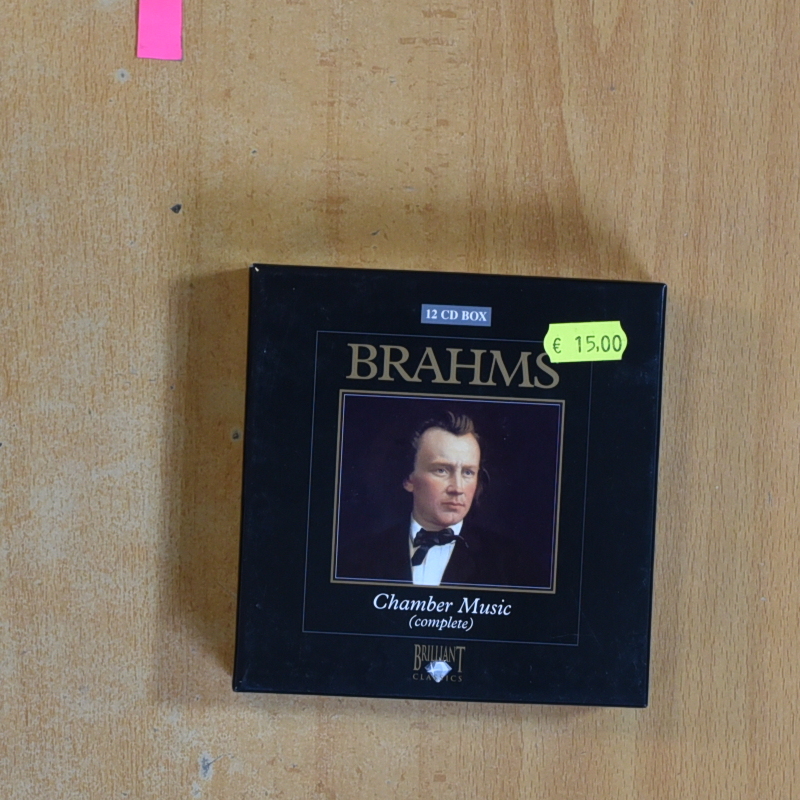 12 CD BOX
BRAHMS
€ 15,00
Chamber Music
(complete)
BRILLIANT
CLASSICS